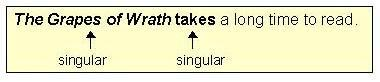 The Grapes of Wrath takes a long time to read.
singular singular